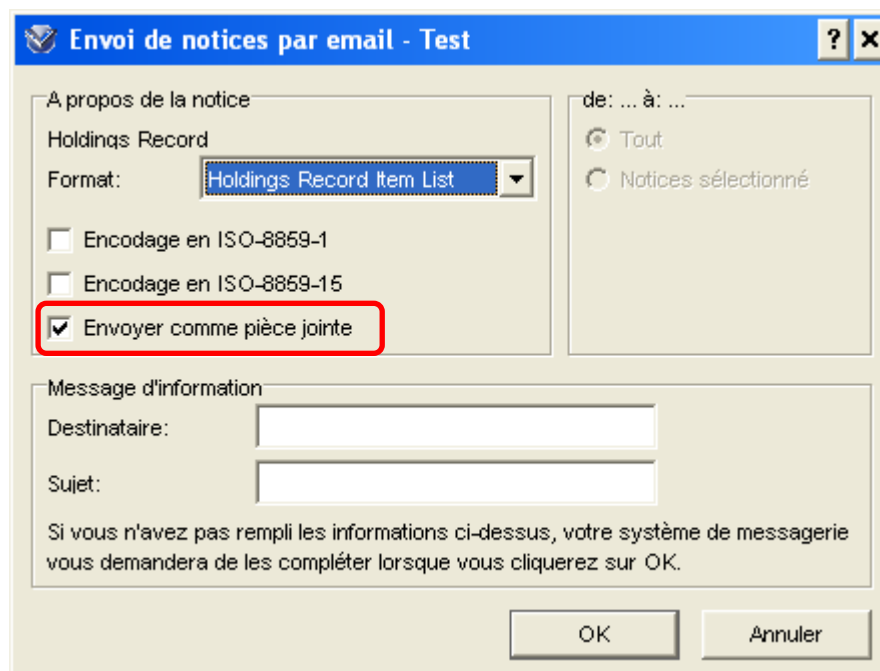 Envoi de notices par email - Test
A propos de la notice
Holdings Record
Format: Holdings Record Item List
Encodage en ISO-8859-1
Encodage en ISO-8859-15
Envoyer comme pièce jointe
de: ... à: ...
Tout
Notices sélectionné
Message d'information
Destinataire:
Sujet:
Si vous n'avez pas rempli les informations ci-dessus, votre système de messagerie
vous demandera de les compléter lorsque vous cliquerez sur OK.
OK
Annuler